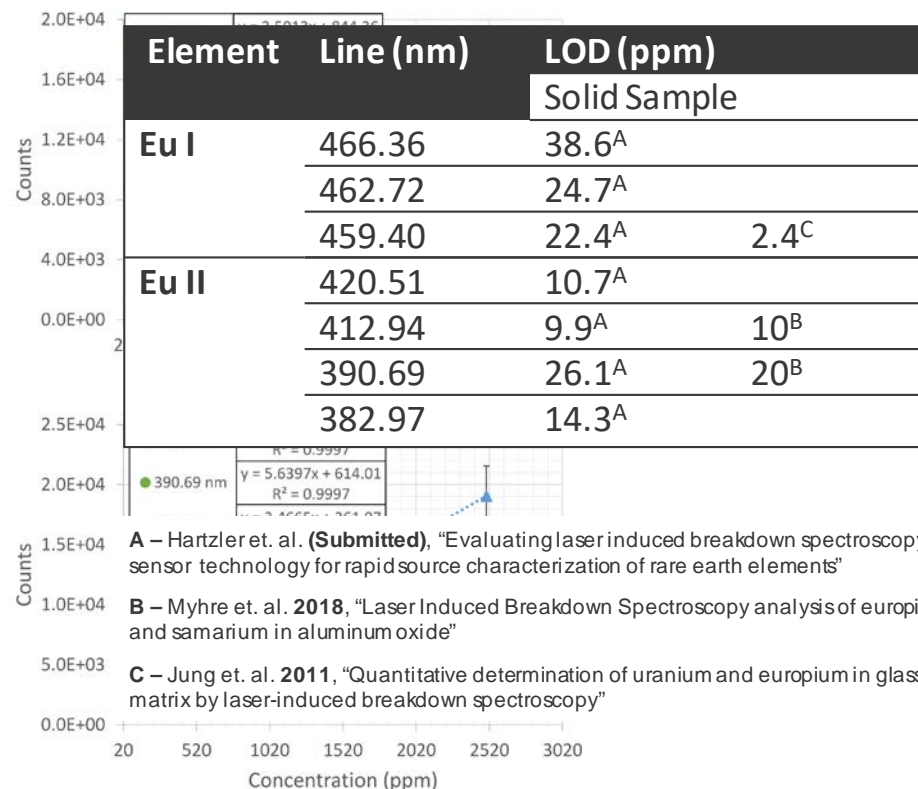 2.0E+04
1.6E+04
1.2E+04
8.0E+03
4.0E+03
0.0E+00
Counts
Element Line (nm) LOD (ppm)
Solid Sample
Eu I 466.36 38.6A
462.72 24.7A
459.40 22.4A 2.4C
Eu II 420.51 10.7A
412.94 9.9A 10B
390.69 26.1A 20B
382.97 14.3A
R² = 0.9997
390.69 nm y = 5.6397x + 614.01
R² = 0.9997
2.5E+04
2.0E+04
1.5E+04
1.0E+04
5.0E+03
0.0E+00
Counts
A – Hartzler et. al. (Submitted), “Evaluating laser induced breakdown spectroscopy
sensor technology for rapid source characterization of rare earth elements”
B – Myhre et. al. 2018, “Laser Induced Breakdown Spectroscopy analysis of europi
and samarium in aluminum oxide”
C – Jung et. al. 2011, “Quantitative determination of uranium and europium in glass
matrix by laser-induced breakdown spectroscopy”
20 520 1020 1520 2020 2520 3020
Concentration (ppm)